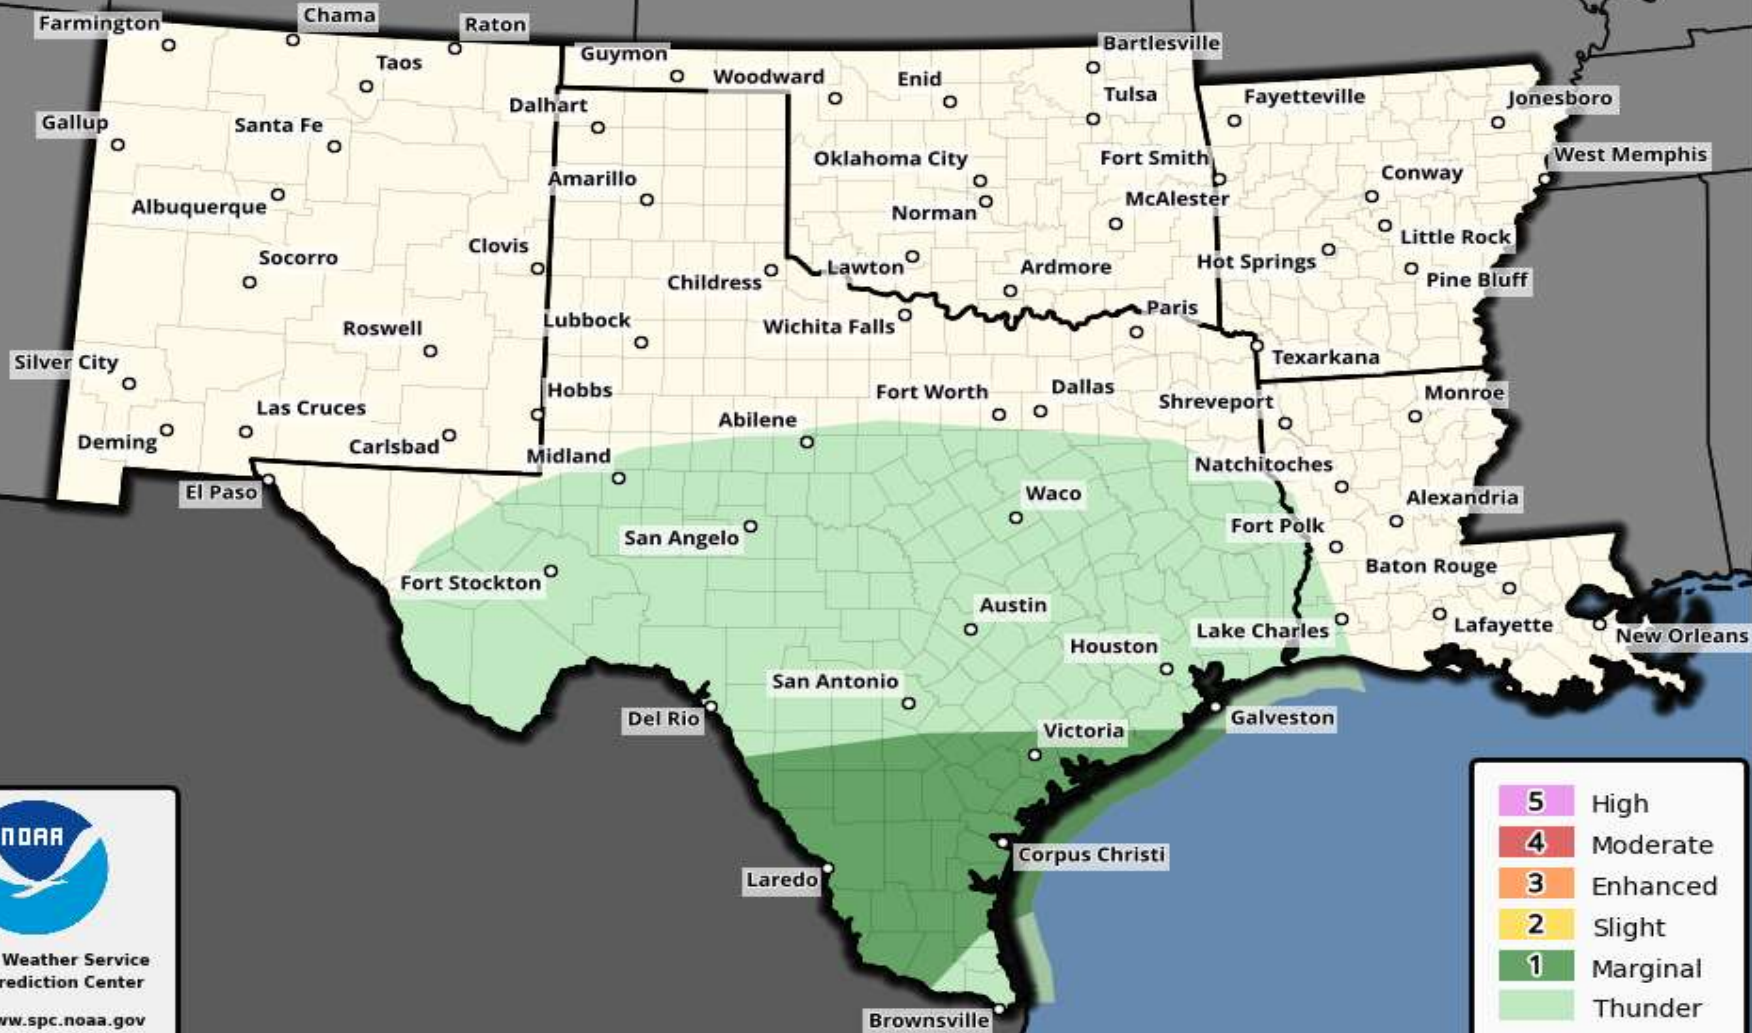 Farmington
Chama
Raton
Taos
Guymon
Woodward
Enid
Bartlesville
Tulsa
Fayetteville
Jonesboro
Gallup
Santa Fe
Dalhart
Oklahoma City
Fort Smith
West Memphis
Albuquerque
Amarillo
Norman
McAlester
Conway
Socorro
Clovis
Childress
Lawton
Ardmore
Hot Springs
Little Rock
Pine Bluff
Roswell
Lubbock
Wichita Falls
Paris
Texarkana
Silver City
Las Cruces
Hobbs
Abilene
Fort Worth
Dallas
Shreveport
Monroe
Deming
Carlsbad
Midland
Natchitoches
El Paso
San Angelo
Waco
Fort Polk
Alexandria
Fort Stockton
Austin
Baton Rouge
Houston
Lake Charles
Lafayette
New Orleans
San Antonio
Del Rio
Victoria
Galveston
Laredo
Corpus Christi
Brownsville
NOAA
Weather Service
rediction Center
w.spc.noaa.gov
5 High
4 Moderate
3 Enhanced
2 Slight
1 Marginal
Thunder